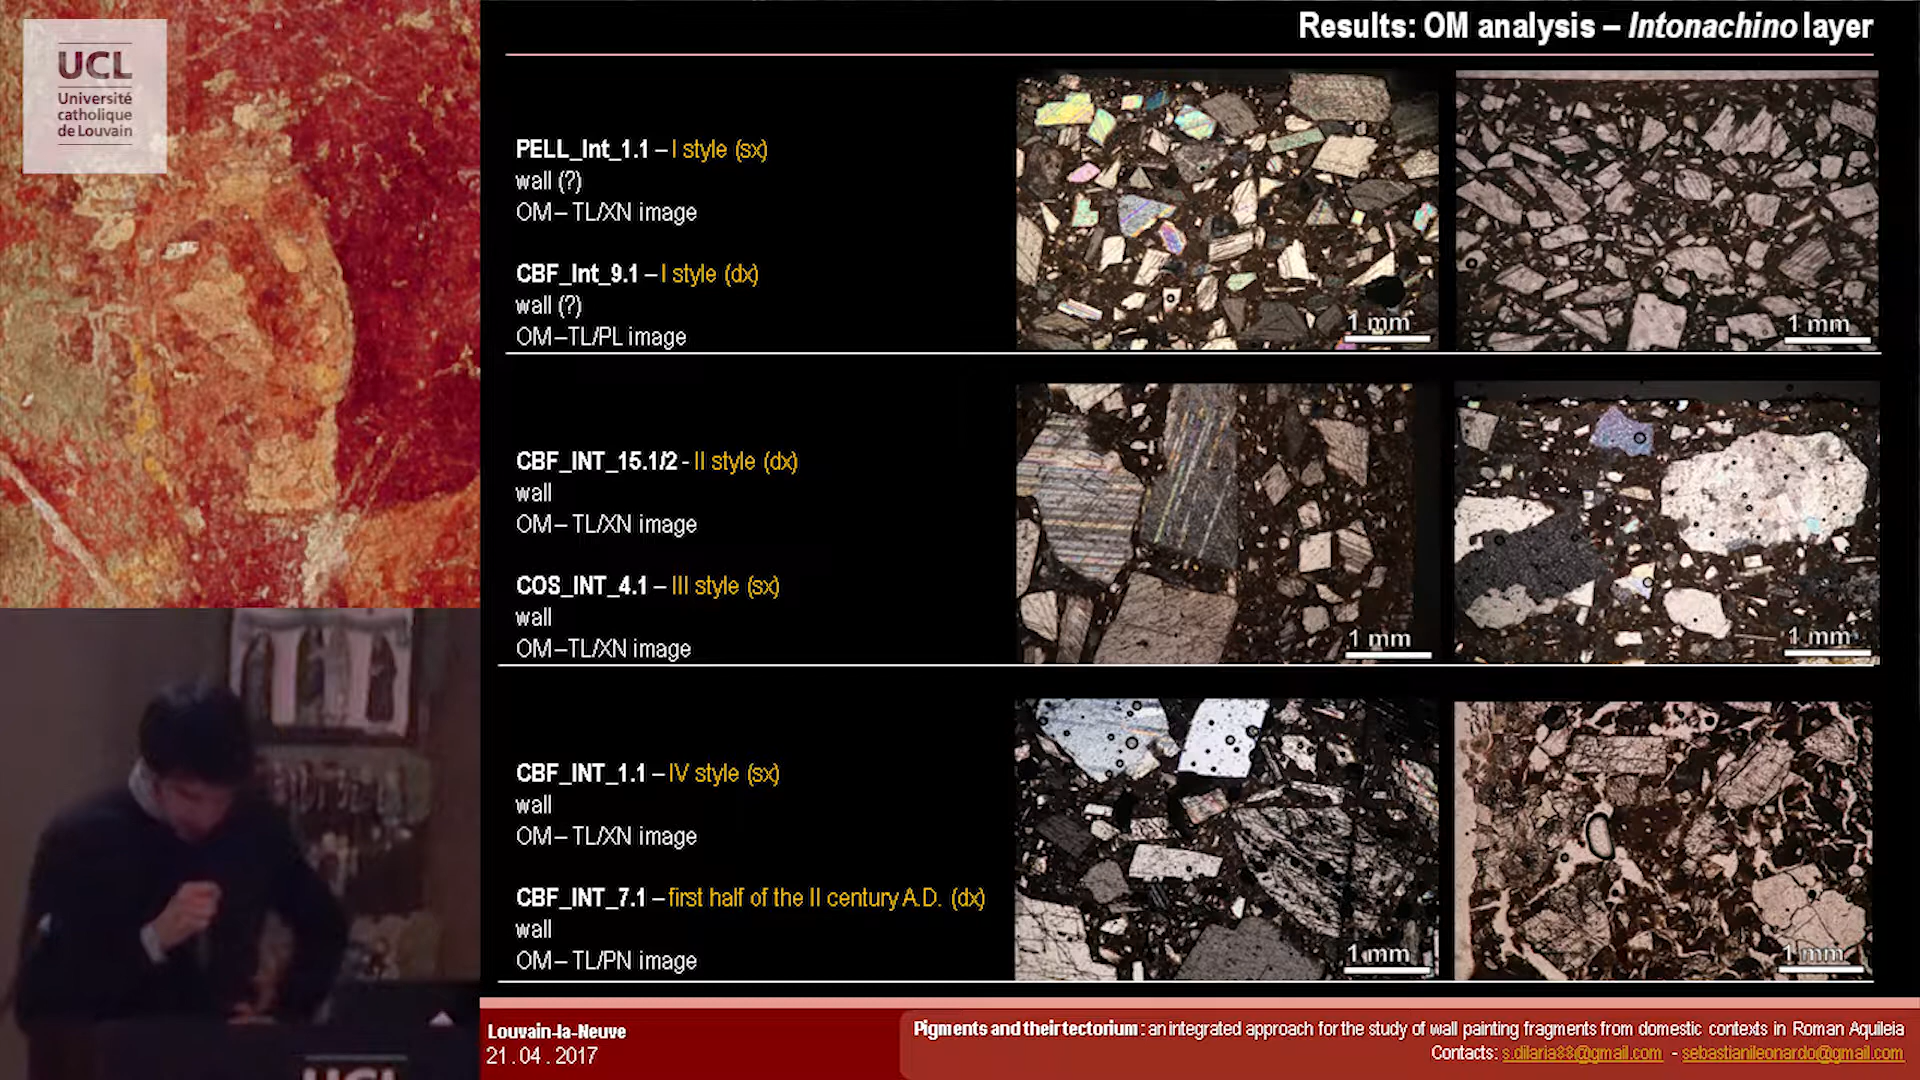 UCL
Université
catholique
de Louvain
Results: OM analysis – Intonachino layer
PELL_Int_1.1 – I style (sx)
wall (?)
OM – TL/XN image
CBF_Int_9.1 – I style (dx)
wall (?)
OM –TL/PL image
1 mm
1 mm
CBF_INT_15.1/2 - II style (dx)
wall
OM – TL/XN image
COS_INT_4.1 – III style (sx)
wall
OM –TL/XN image
1 mm
1 mm
CBF_INT_1.1 – IV style (sx)
wall
OM – TL/XN image
CBF_INT_7.1 – first half of the II century A.D. (dx)
wall
OM – TL/PN image
1 mm
1 mm
UCL
Louvain-la-Neuve
21 . 04 . 2017
Pigments and their tectorium : an integrated approach for the study of wall painting fragments from domestic contexts in Roman Aquileia
Contacts: s.dilaria88@gmail.com - sebastianileonardo@gmail.com